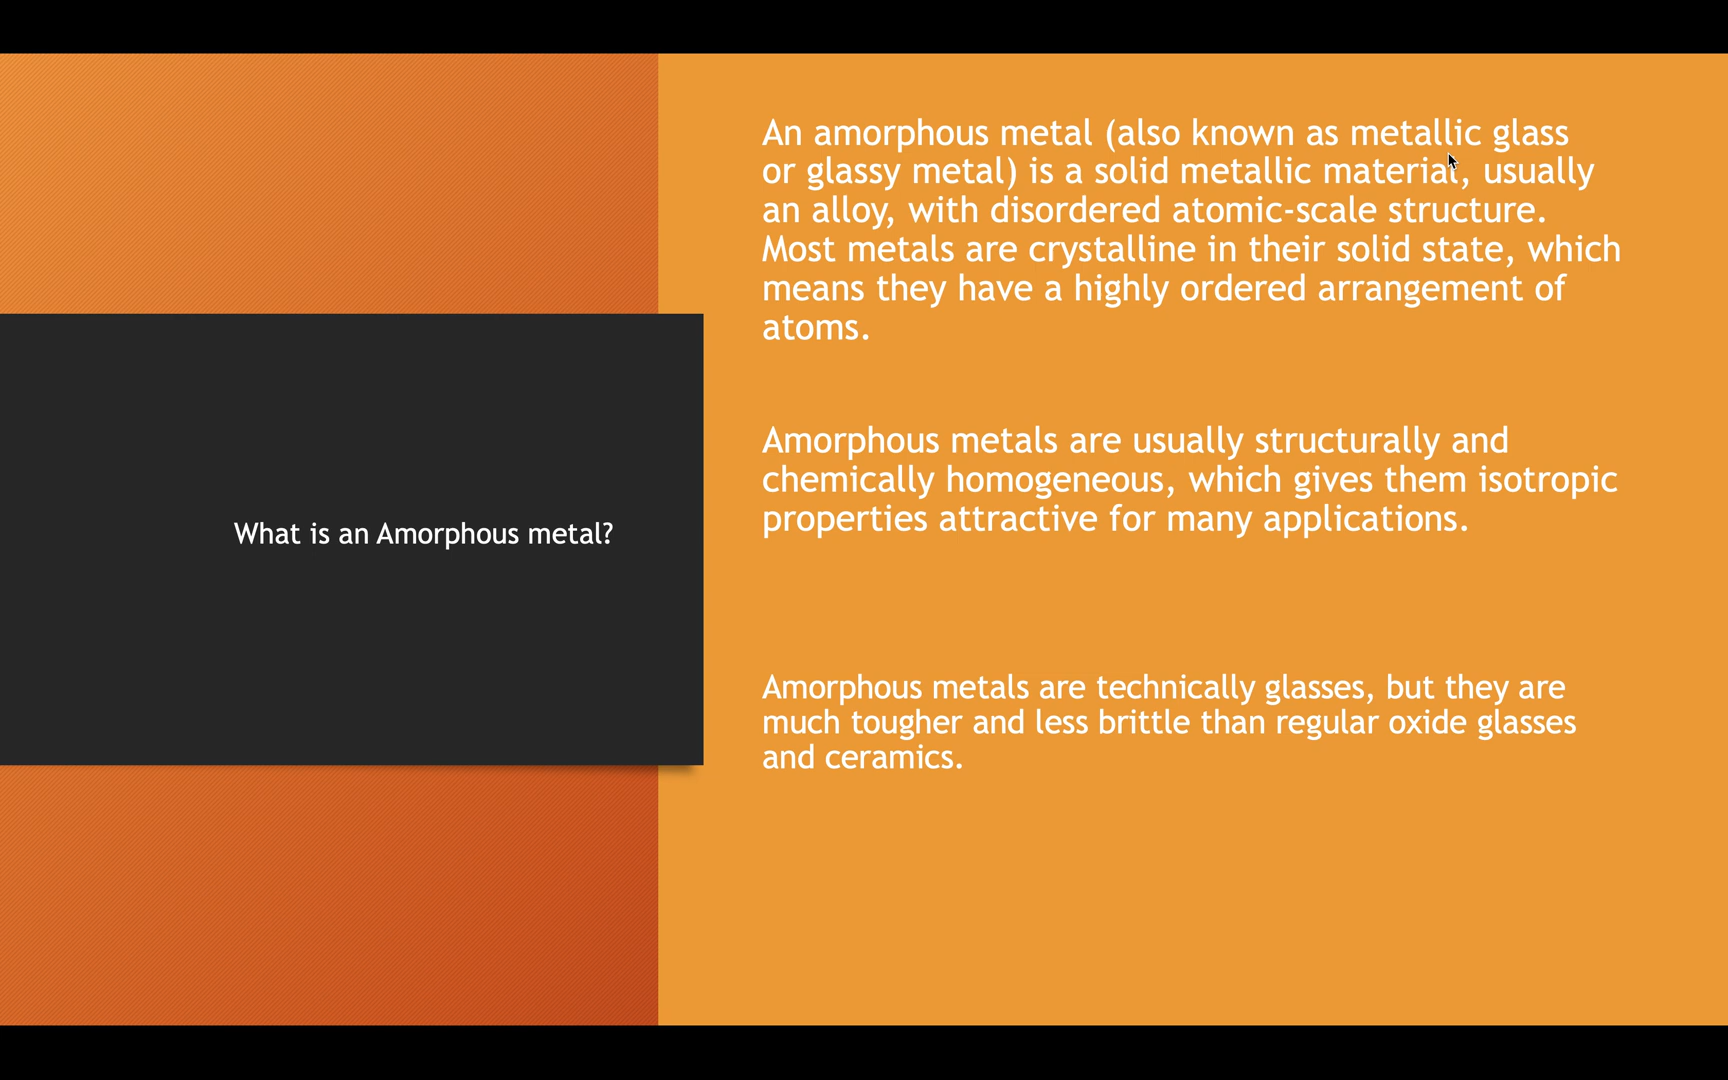 What is an Amorphous metal?
An amorphous metal (also known as metallic glass
or glassy metal) is a solid metallic material, usually
an alloy, with disordered atomic-scale structure.
Most metals are crystalline in their solid state, which
means they have a highly ordered arrangement of
atoms.
Amorphous metals are usually structurally and
chemically homogeneous, which gives them isotropic
properties attractive for many applications.
Amorphous metals are technically glasses, but they are
much tougher and less brittle than regular oxide glasses
and ceramics.